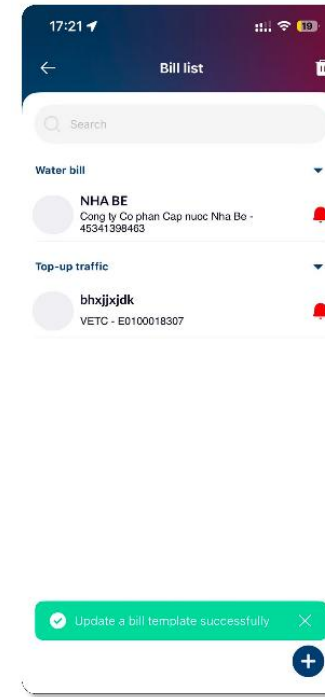 17:21
19
Bill list
Search
Water bill
NHA BE
Cong ty Co phan Cap nuoc Nha Be -
45341398463
Top-up traffic
bhxjjxjdk
VETC - E0100018307
Update a bill template successfully